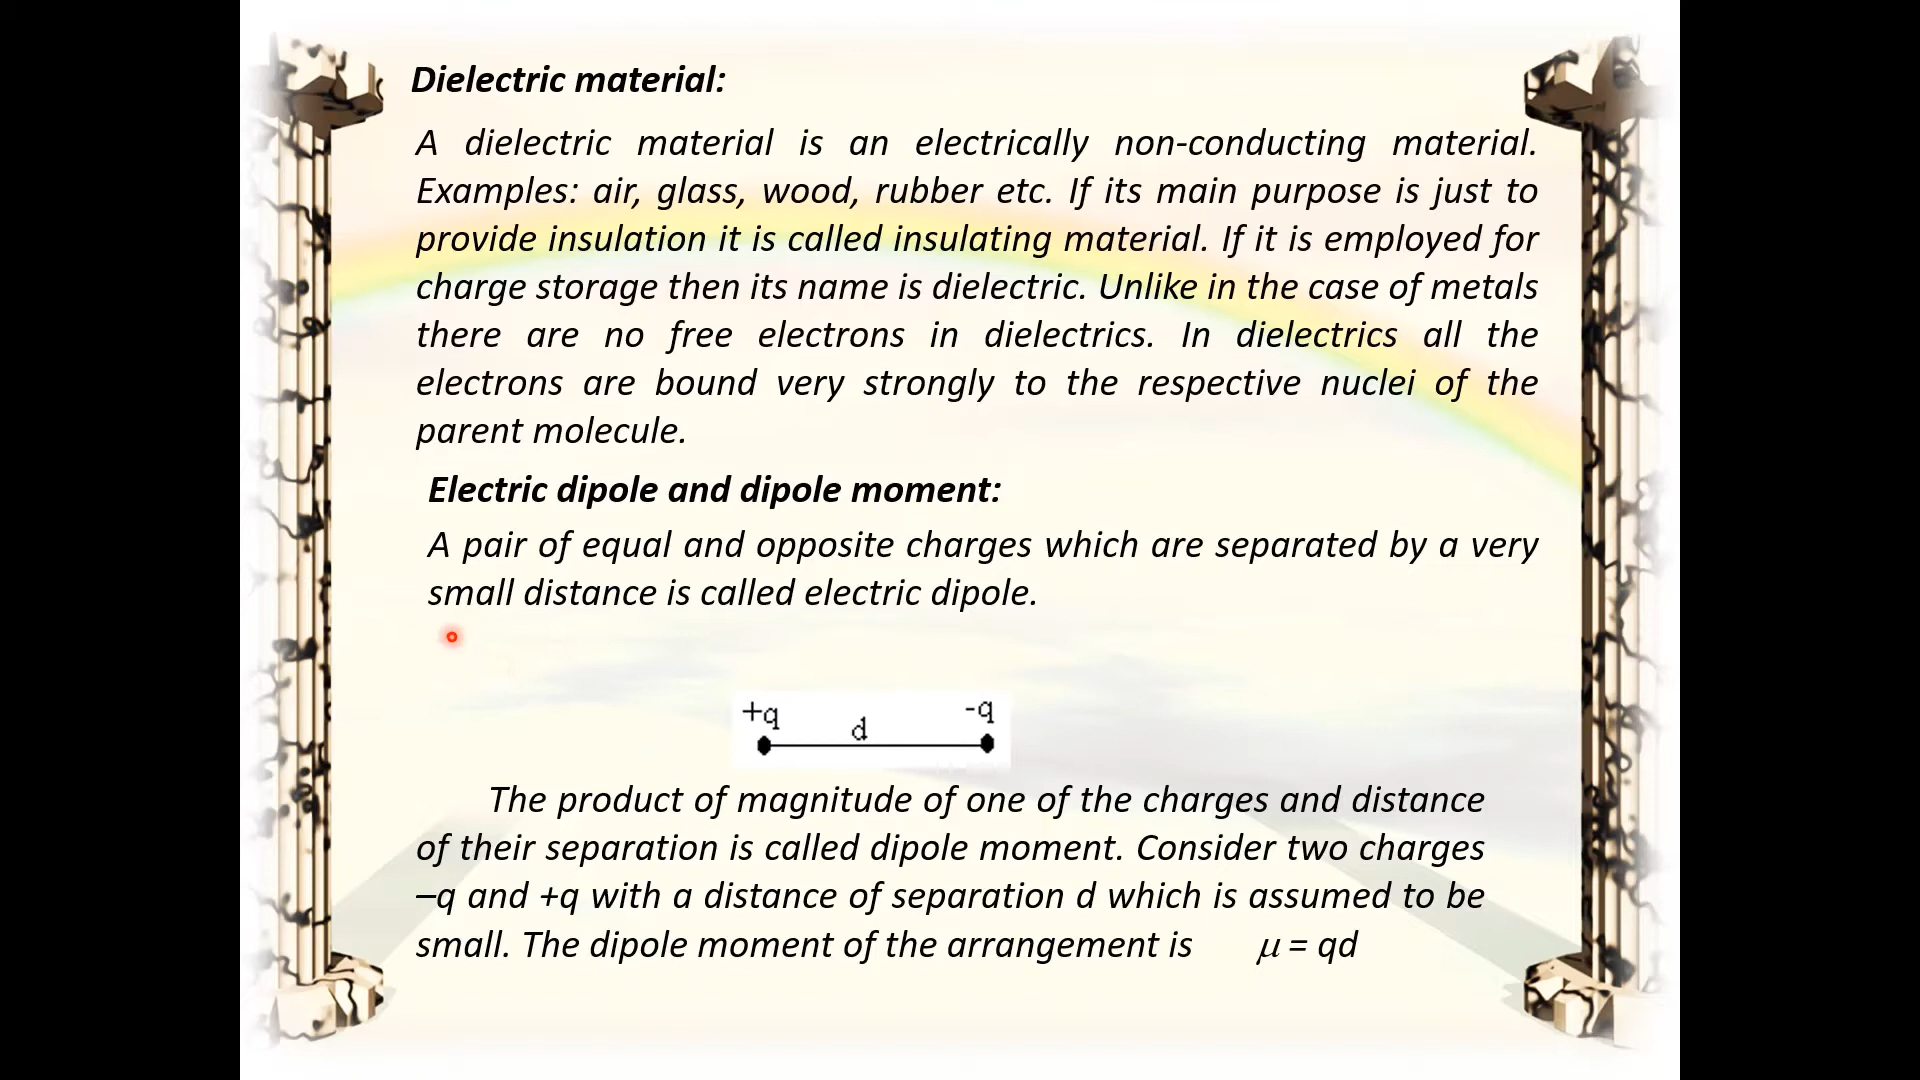 Dielectric material:
A dielectric material is an electrically non-conducting material.
Examples: air, glass, wood, rubber etc. If its main purpose is just to
provide insulation it is called insulating material. If it is employed for
charge storage then its name is dielectric. Unlike in the case of metals
there are no free electrons in dielectrics. In dielectrics all the
electrons are bound very strongly to the respective nuclei of the
parent molecule.
Electric dipole and dipole moment:
A pair of equal and opposite charges which are separated by a very
small distance is called electric dipole.
+q d -q
The product of magnitude of one of the charges and distance
of their separation is called dipole moment. Consider two charges
–q and +q with a distance of separation d which is assumed to be
small. The dipole moment of the arrangement is μ = qd